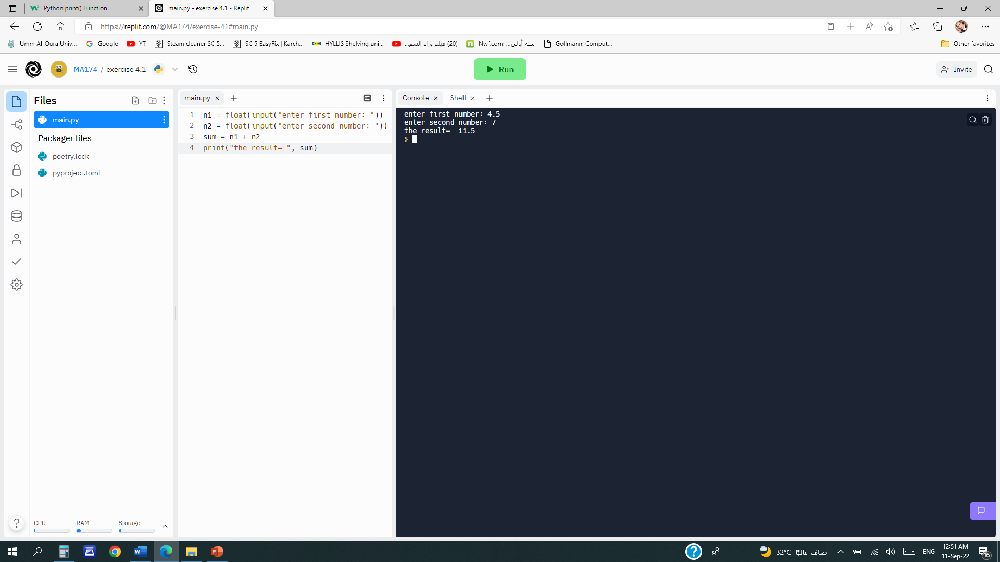 Python print() Function
main.py - exercise 4.1 - Replit
https://replit.com/@MA174/exercise-41#main.py
Umm Al-Qura Univ...
Google
YT
Steam cleaner SC 5...
SC 5 EasyFix | Kärch...
HYLLIS Shelving uni...
(20) فيلم وراء الشم...
Nwf.com: سنة أولى...
Gollmann: Comput...
Other favorites
MA174 / exercise 4.1
Run
Invite
Files
main.py
Packager files
poetry.lock
pyproject.toml
CPU
RAM
Storage
main.py
1 n1 = float(input("enter first number: "))
2 n2 = float(input("enter second number: "))
3 sum = n1 + n2
4 print("the result= ", sum)
Console
Shell
enter first number: 4.5
enter second number: 7
the result=  11.5
32°C صافٍ غالبًا
ENG
12:51 AM
11-Sep-22
16